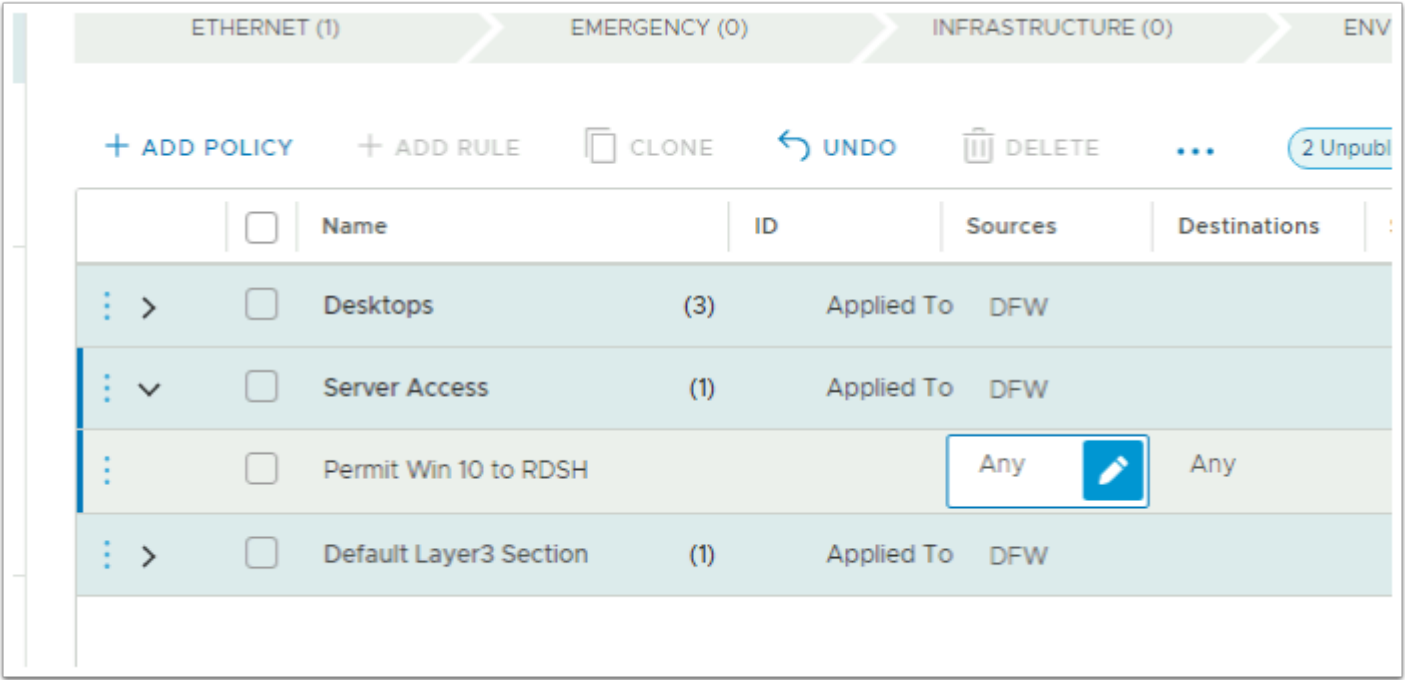 ETHERNET (1) EMERGENCY (0) INFRASTRUCTURE (0) ENV
+ ADD POLICY + ADD RULE CLONE UNDO DELETE ... 2 Unpubl
Name ID Sources Destinations
Desktops (3) Applied To DFW
Server Access (1) Applied To DFW
Permit Win 10 to RDSH Any Any
Default Layer3 Section (1) Applied To DFW